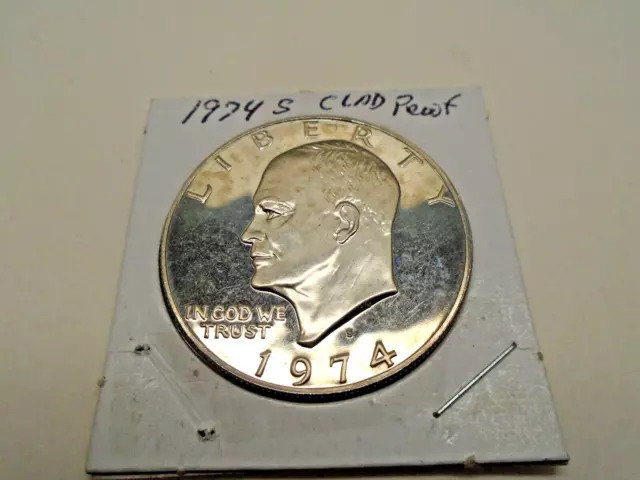 1974 S CLAD Proof
LIBERTY
IN GOD WE
TRUST
S
1974